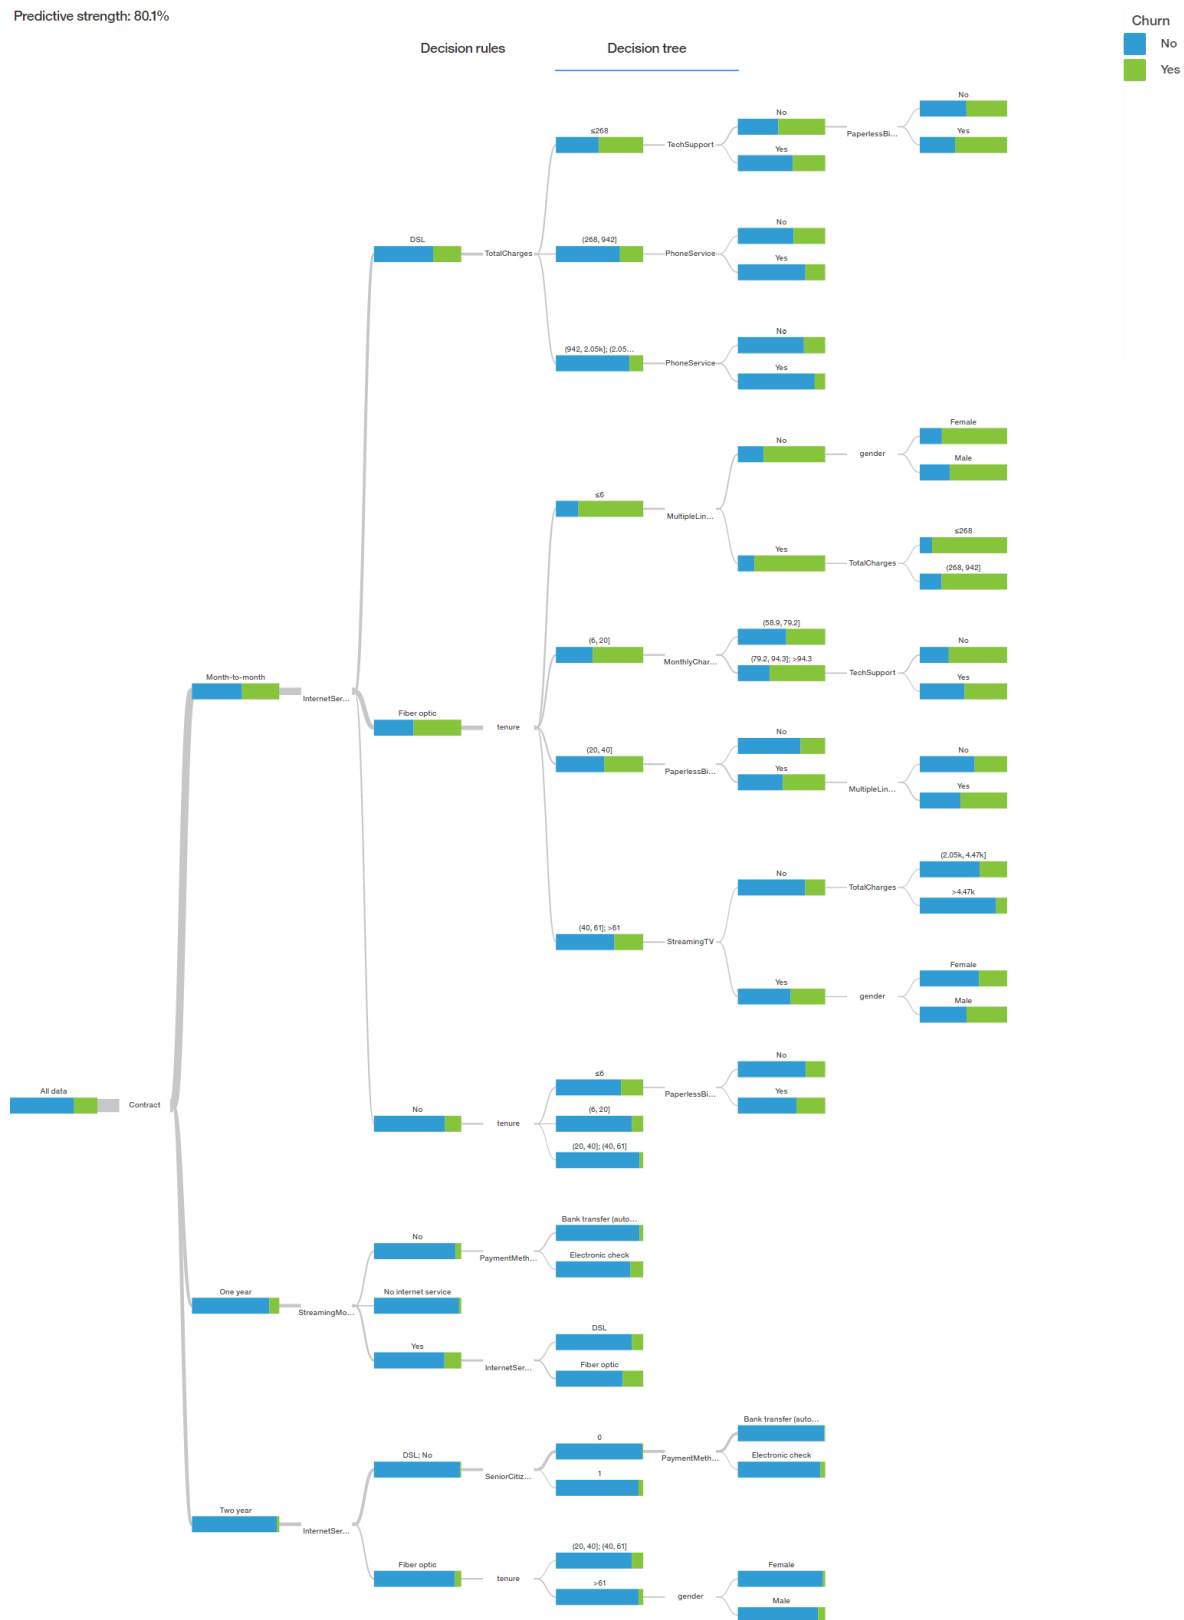 Predictive strength: 80.1%
Churn
No
Yes
Decision rules
Decision tree
No
≤268
No
TechSupport
PaperlessBi...
Yes
Yes
DSL
TotalCharges
(268, 942]
No
PhoneService
Yes
(942, 2.05k]; (2.05...
No
PhoneService
Yes
Female
No
gender
Male
≤6
MultipleLin...
≤268
Yes
TotalCharges
(268, 942]
(58.9, 79.2]
(6, 20]
No
MonthlyChar...
(79.2, 94.3]; >94.3
TechSupport
Yes
Month-to-month
InternetSer...
Fiber optic
tenure
No
(20, 40]
No
PaperlessBi...
Yes
MultipleLin...
Yes
(2.05k, 4.47k]
No
TotalCharges
>4.47k
(40, 61]; >61
StreamingTV
Female
Yes
gender
Male
No
≤6
PaperlessBi...
Yes
All data
Contract
No
tenure
(6, 20]
(20, 40]; (40, 61]
Bank transfer (auto...
No
PaymentMeth...
Electronic check
One year
StreamingMo...
No internet service
DSL
Yes
InternetSer...
Fiber optic
Bank transfer (auto...
0
PaymentMeth...
Electronic check
DSL; No
SeniorCitiz...
1
Two year
InternetSer...
(20, 40]; (40, 61]
Fiber optic
tenure
>61
Female
gender
Male